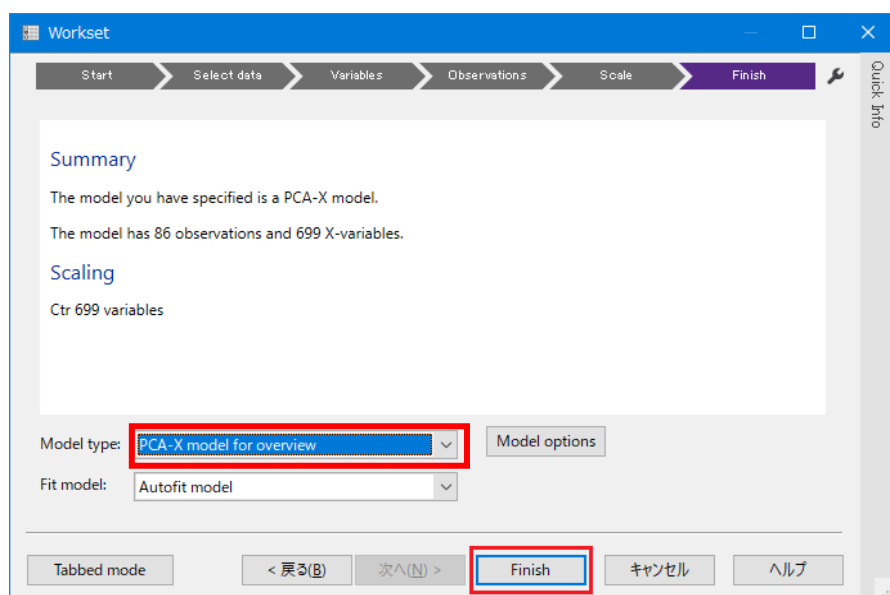 Workset
Start Select data Variables Observations Scale Finish
Quick Info
Summary
The model you have specified is a PCA-X model.
The model has 86 observations and 699 X-variables.
Scaling
Ctr 699 variables
Model type: PCA-X model for overview Model options
Fit model: Autofit model
Tabbed mode < 戻る(B) 次へ(N) > Finish キャンセル ヘルプ